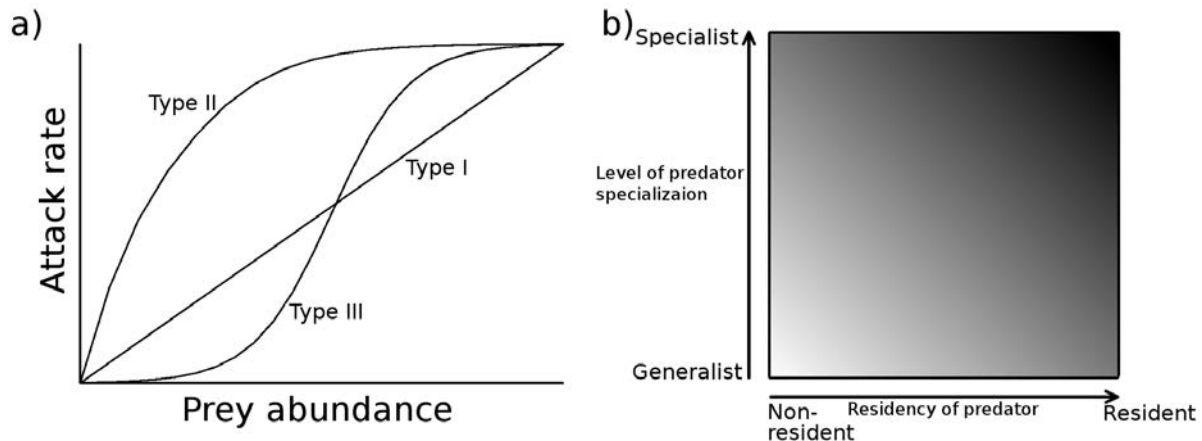 a)
Attack rate
Type II
Type I
Type III
Prey abundance
b)
Specialist
Level of predator
specializaion
Generalist
Non-
resident
Residency of predator
Resident